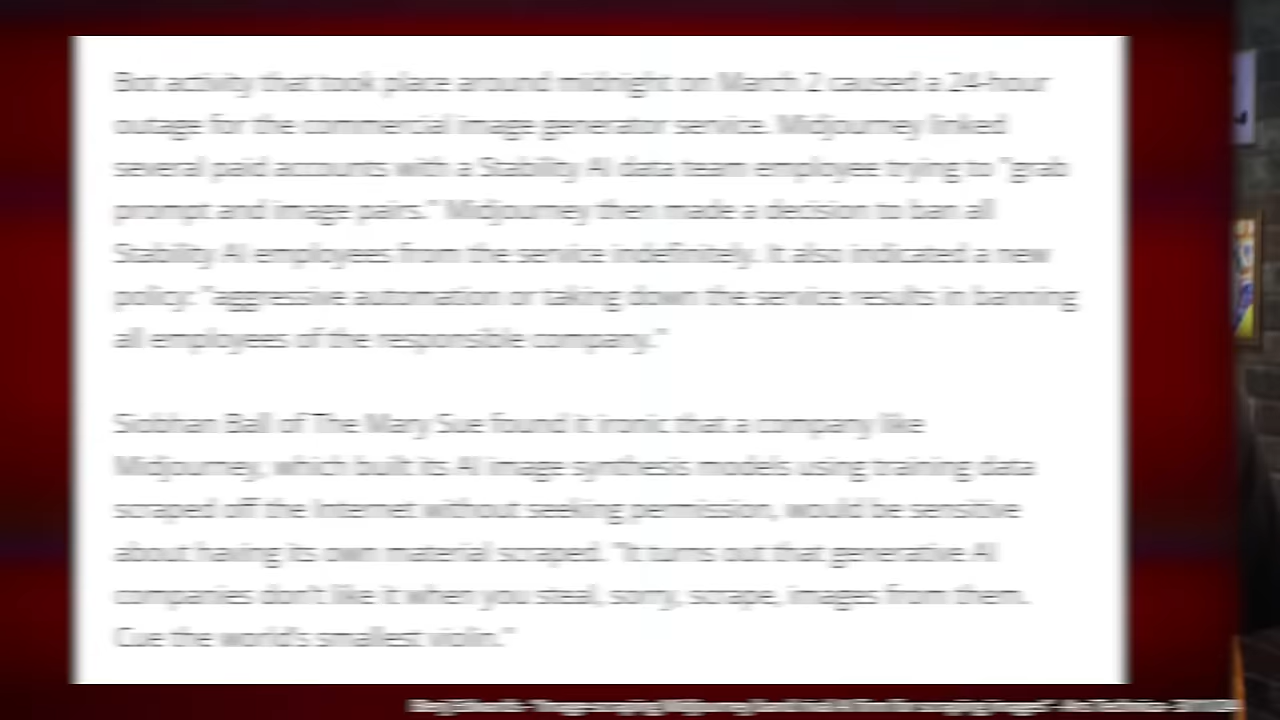 Bot activity that took place around midnight on March 2 caused a 24-hour
outage for the commercial image generator service. Midjourney linked
several paid accounts with a Stability AI data team employee trying to "grab
prompt and image pairs." Midjourney then made a decision to ban all
Stability AI employees from the service indefinitely. It also indicated a new
policy: "aggressive automation or taking down the service results in banning
all employees of the responsible company."
Siobhan Ball of The Mary Sue found it ironic that a company like
Midjourney, which built its AI image synthesis models using training data
scraped off the Internet without seeking permission, would be sensitive
about having its own material scraped. "It turns out that generative AI
companies don't like it when you steal, sorry, scrape, images from them.
Cue the world's smallest violin."